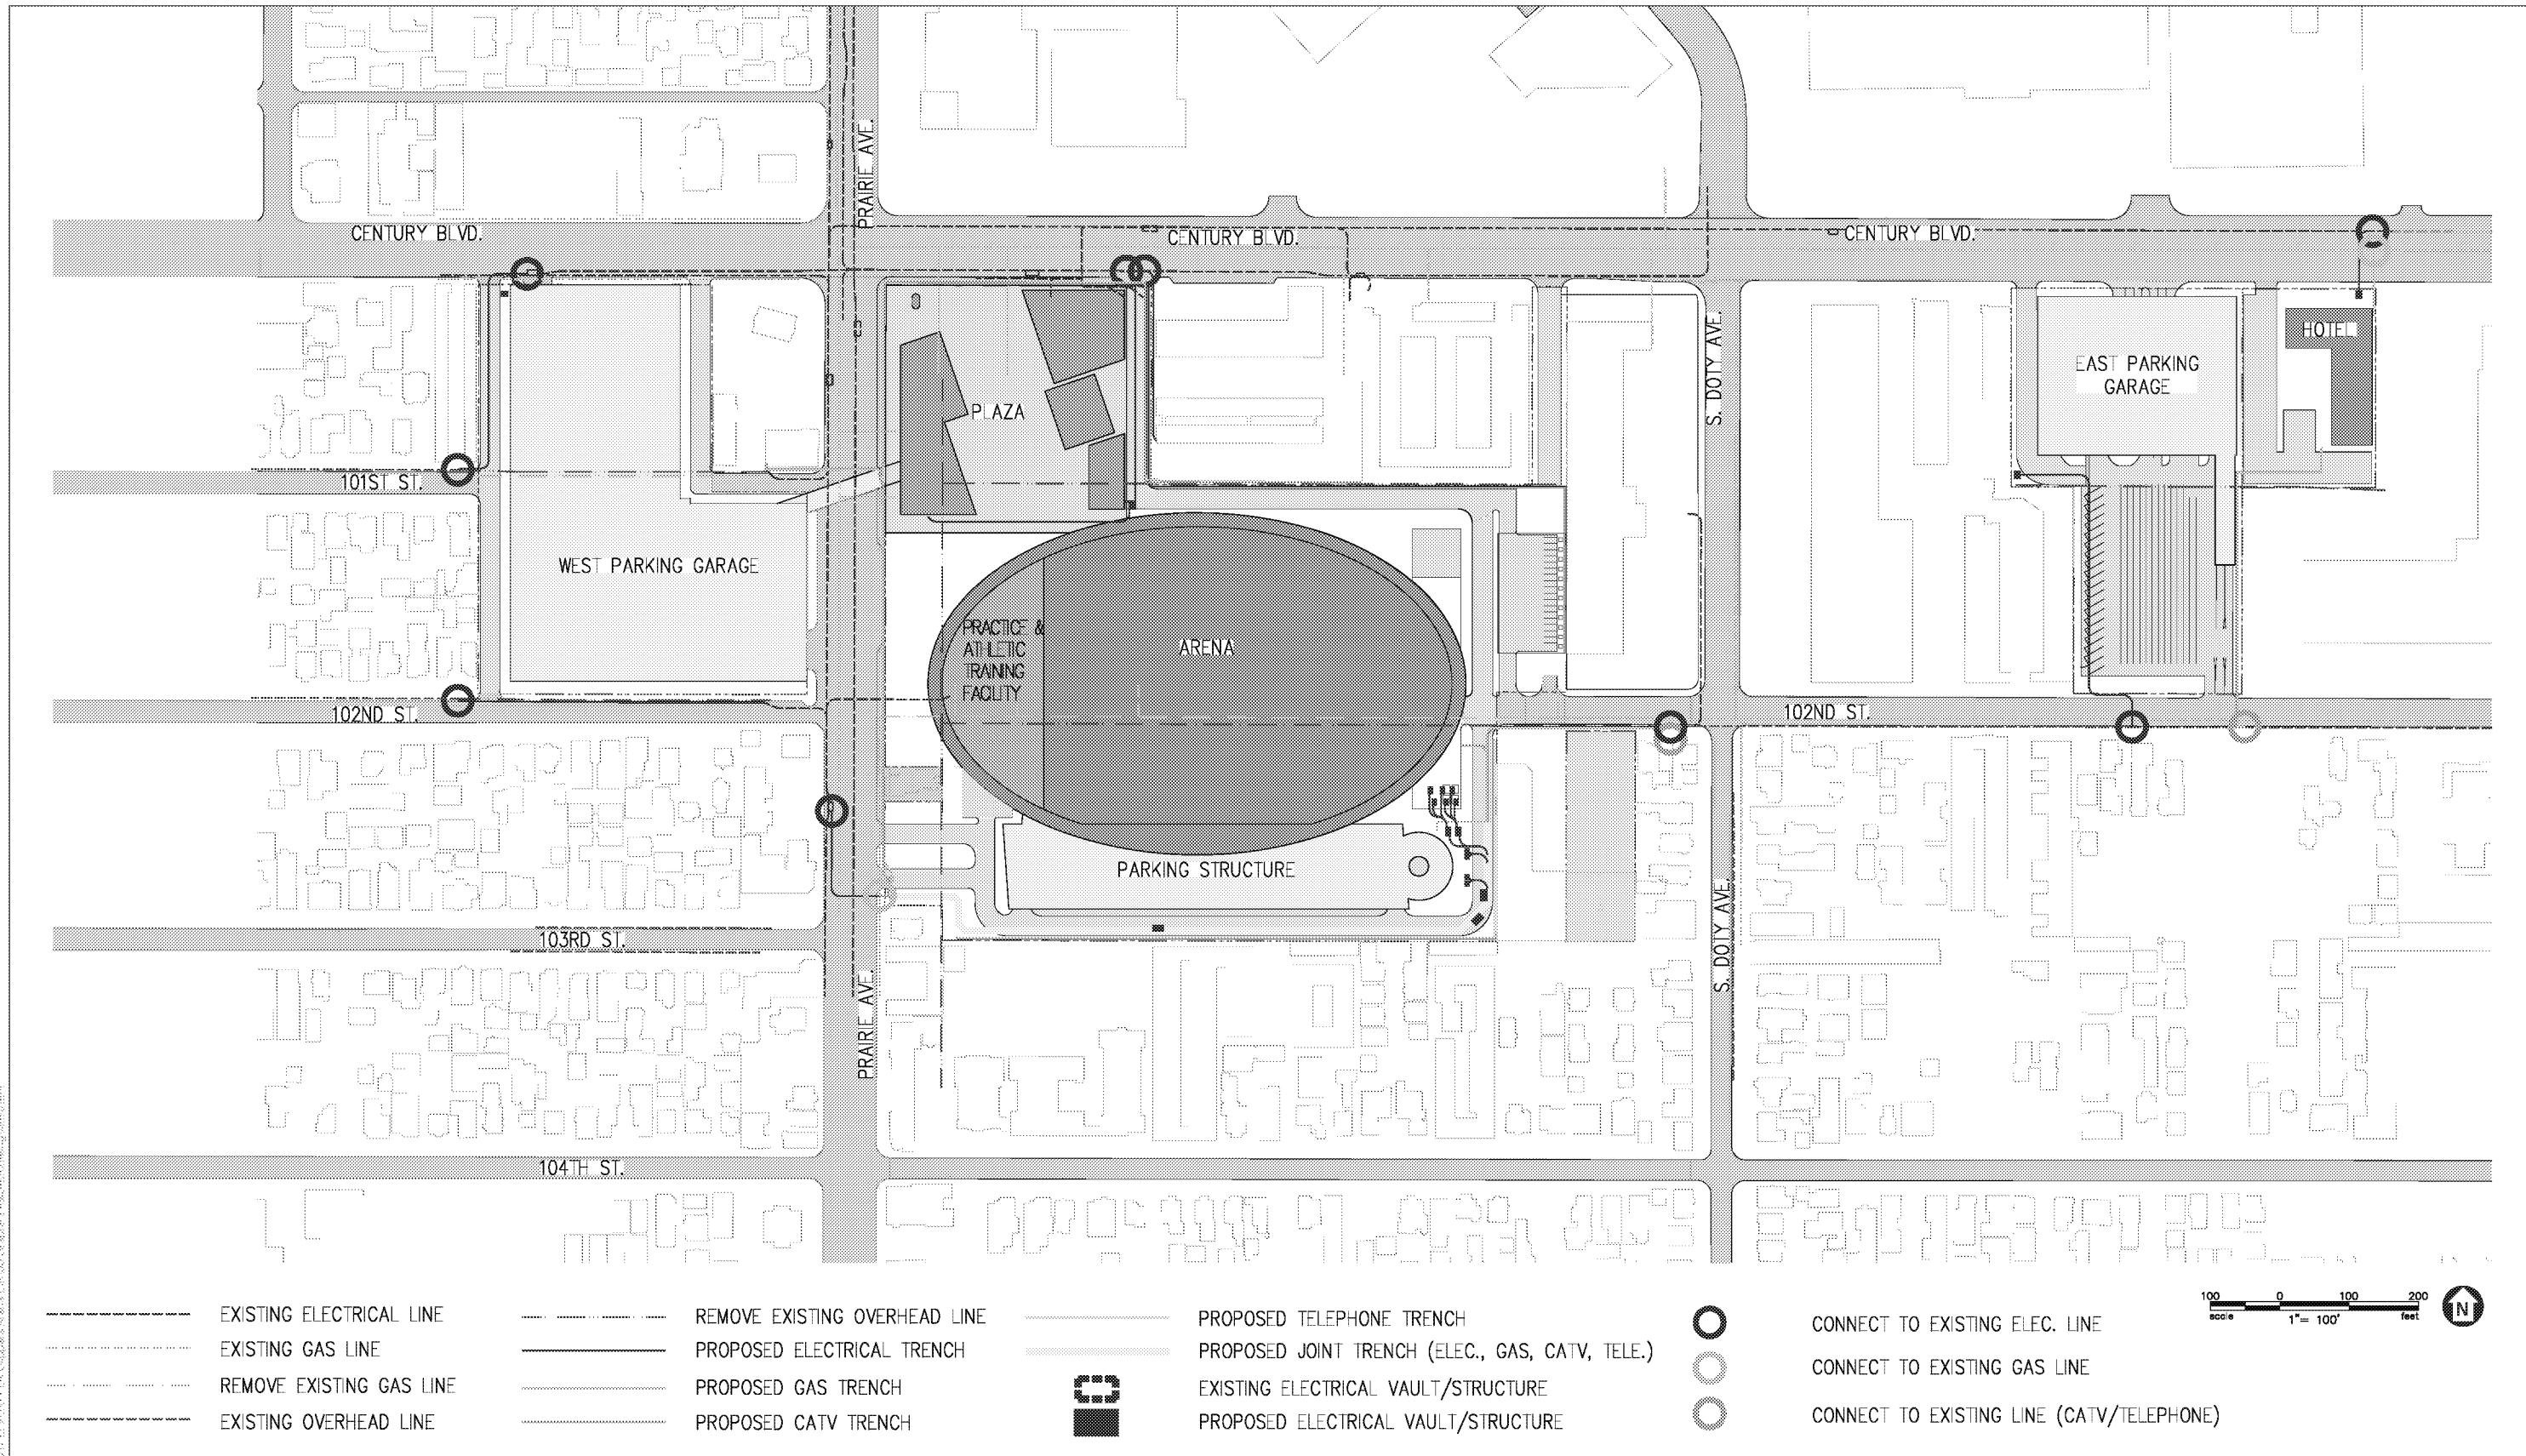 PRAIRIE AVE.
CENTURY BLVD.
CENTURY BLVD.
CENTURY BLVD.
S. DOTY AVE.
HOTEL
EAST PARKING
GARAGE
PLAZA
101ST ST.
WEST PARKING GARAGE
PRACTICE &
ATHLETIC
TRAINING
FACILITY
ARENA
102ND ST.
102ND ST.
PARKING STRUCTURE
103RD ST.
S. DOTY AVE.
PRAIRIE AVE.
104TH ST.
EXISTING ELECTRICAL LINE
EXISTING GAS LINE
REMOVE EXISTING GAS LINE
EXISTING OVERHEAD LINE
REMOVE EXISTING OVERHEAD LINE
PROPOSED ELECTRICAL TRENCH
PROPOSED GAS TRENCH
PROPOSED CATV TRENCH
PROPOSED TELEPHONE TRENCH
PROPOSED JOINT TRENCH (ELEC., GAS, CATV, TELE.)
EXISTING ELECTRICAL VAULT/STRUCTURE
PROPOSED ELECTRICAL VAULT/STRUCTURE
CONNECT TO EXISTING ELEC. LINE
CONNECT TO EXISTING GAS LINE
CONNECT TO EXISTING LINE (CATV/TELEPHONE)
100 0 100 200
scale 1"= 100' feet
N